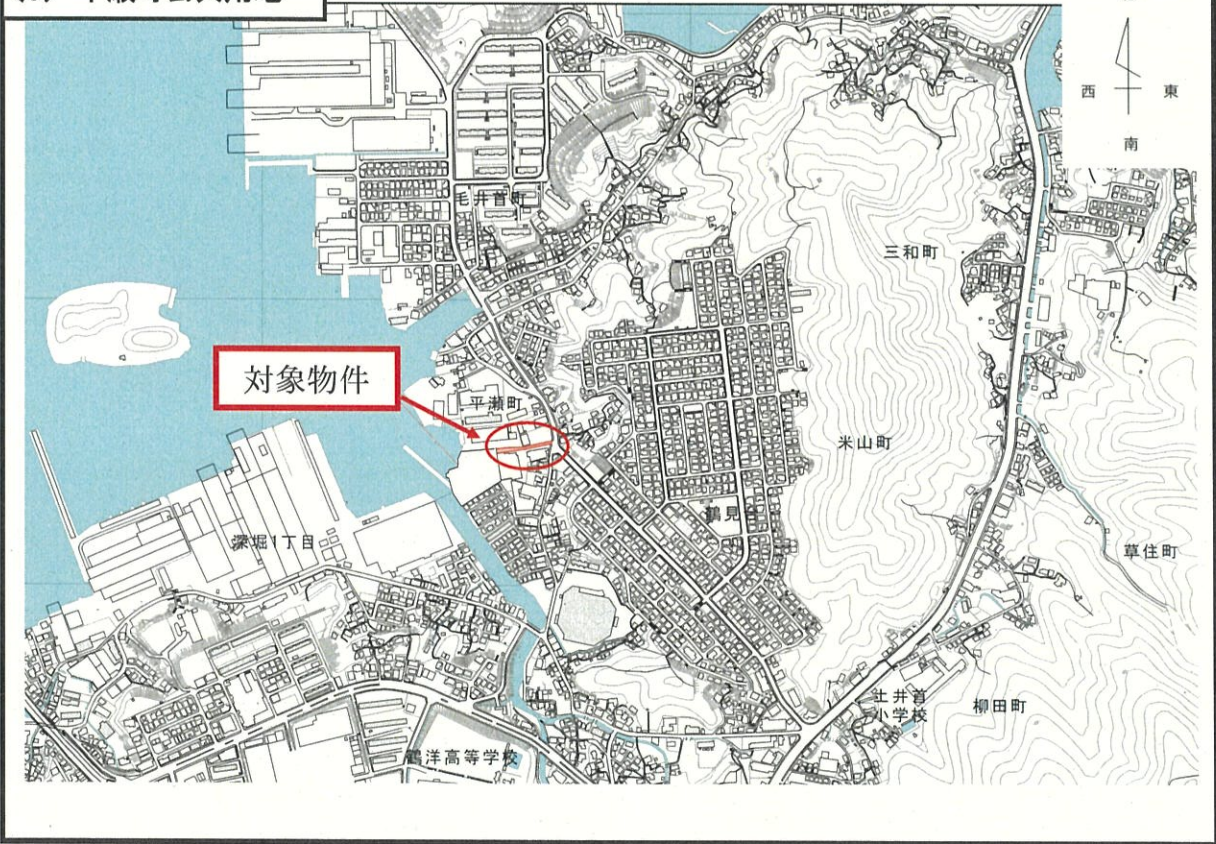 西
東
南
毛井首町
三和町
対象物件
平瀬町
米山町
鶴見台
深堀1丁目
草住町
土井首
小学校
柳田町
鶴洋高等学校